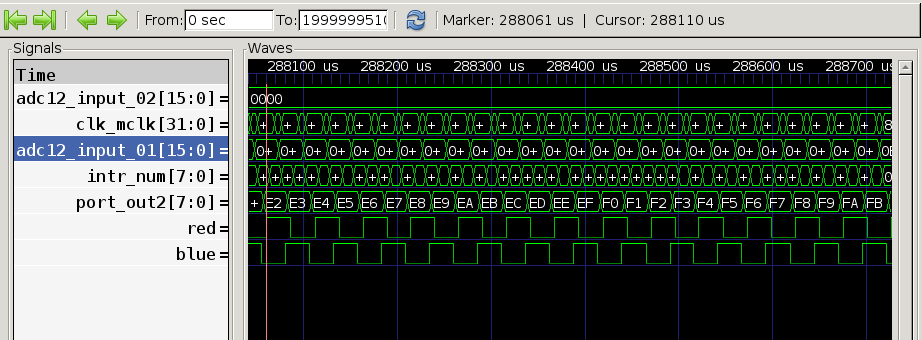 From: 0 sec To: 1999999510 Marker: 288061 us | Cursor: 288110 us
Signals Waves
Time 288100 us 288200 us 288300 us 288400 us 288500 us 288600 us 288700 us
adc12_input_02[15:0]= 0000
clk_mclk[31:0]= + + + + + + + + + + + + + + + + + + + + + + + + + + 8
adc12_input_01[15:0]= 0+ 0+ 0+ 0+ 0+ 0+ 0+ 0+ 0+ 0+ 0+ 0+ 0+ 0+ 0+ 0+ 0+ 0+ 0+ 0+ 0+ 0+ 0+ 0+ 0+ 0+
intr_num[7:0]= 0
port_out2[7:0]= + E2 E3 E4 E5 E6 E7 E8 E9 EA EB EC ED EE EF F0 F1 F2 F3 F4 F5 F6 F7 F8 F9 FA FB
red=
blue=